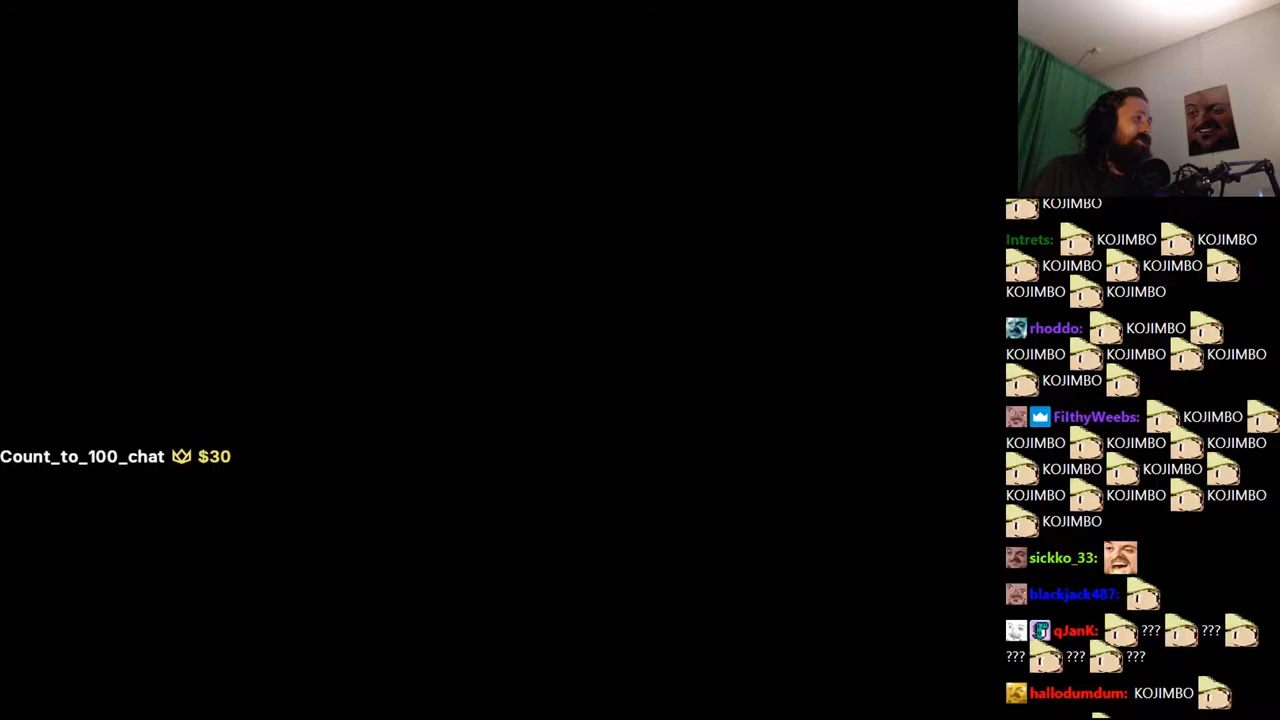 KOJIMBO
Intrets: KOJIMBO KOJIMBO
KOJIMBO KOJIMBO
KOJIMBO KOJIMBO
rhoddo: KOJIMBO
KOJIMBO KOJIMBO KOJIMBO
KOJIMBO
FilthyWeebs: KOJIMBO
KOJIMBO KOJIMBO KOJIMBO
KOJIMBO KOJIMBO
KOJIMBO KOJIMBO KOJIMBO
KOJIMBO
Count_to_100_chat $30
sickko_33:
blackjack487:
qJanK: ??? ???
??? ??? ???
hallodumdum: KOJIMBO